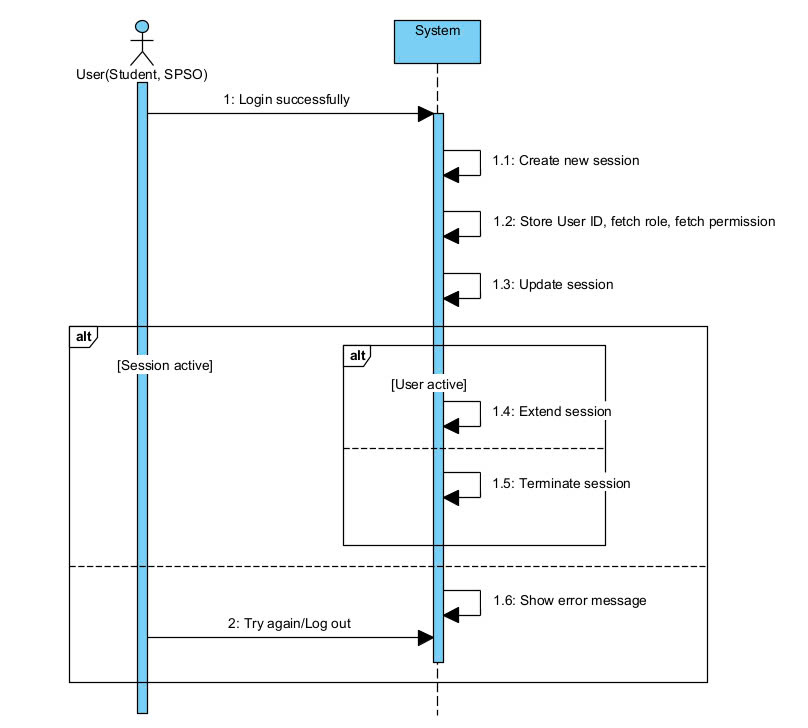 System
User(Student, SPSO)
1: Login successfully
1.1: Create new session
1.2: Store User ID, fetch role, fetch permission
1.3: Update session
alt
[Session active]
alt
[User active]
1.4: Extend session
1.5: Terminate session
1.6: Show error message
2: Try again/Log out